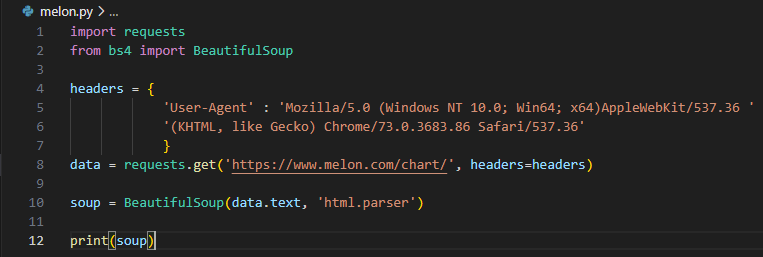 melon.py > ...
1 import requests
2 from bs4 import BeautifulSoup
3
4 headers = {
5 'User-Agent' : 'Mozilla/5.0 (Windows NT 10.0; Win64; x64)AppleWebKit/537.36 '
6 '(KHTML, like Gecko) Chrome/73.0.3683.86 Safari/537.36'
7 }
8 data = requests.get('https://www.melon.com/chart/', headers=headers)
9
10 soup = BeautifulSoup(data.text, 'html.parser')
11
12 print(soup)